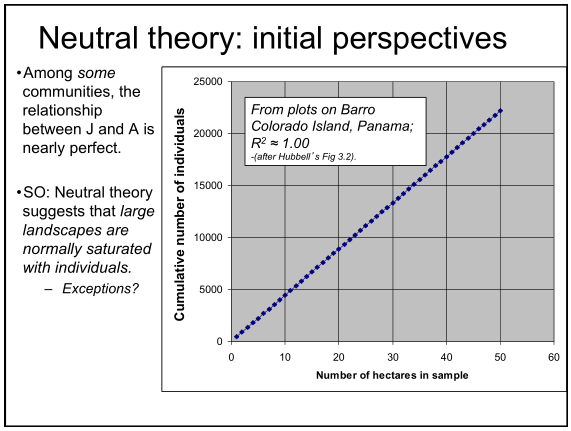 Neutral theory: initial perspectives
•Among some
communities, the
relationship
between J and A is
nearly perfect.
•SO: Neutral theory
suggests that large
landscapes are
normally saturated
with individuals.
– Exceptions?
25000
20000
15000
10000
5000
0
Cumulative number of individuals
From plots on Barro
Colorado Island, Panama;
R² ≈ 1.00
-(after Hubbell´s Fig 3.2).
0 10 20 30 40 50 60
Number of hectares in sample